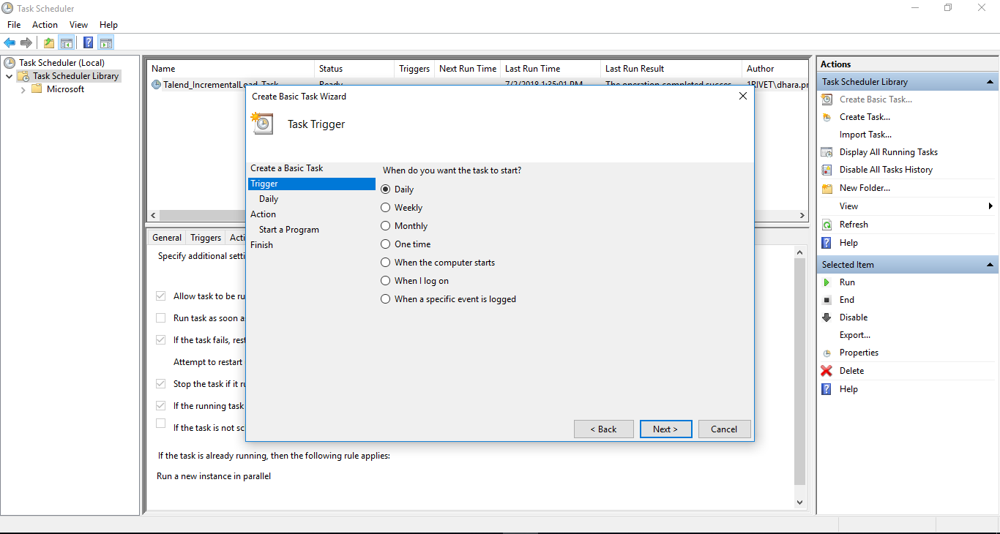 Task Scheduler
File Action View Help
Task Scheduler (Local)
Task Scheduler Library
Microsoft
Name Status Triggers Next Run Time Last Run Time Last Run Result Author
Talend_IncrementalLoad_Task Ready 7/2/2018 1:35:01 PM The operation completed succes 1RIVET\dhara.pr
Create Basic Task Wizard
Task Trigger
Create a Basic Task
Trigger
Daily
Action
Start a Program
Finish
When do you want the task to start?
Daily
Weekly
Monthly
One time
When the computer starts
When I log on
When a specific event is logged
< Back Next > Cancel
General Triggers Acti
Specify additional setti
Allow task to be ru
Run task as soon a
If the task fails, rest
Attempt to restart
Stop the task if it ru
If the running task
If the task is not sc
If the task is already running, then the following rule applies:
Run a new instance in parallel
Actions
Task Scheduler Library
Create Basic Task...
Create Task...
Import Task...
Display All Running Tasks
Disable All Tasks History
New Folder...
View
Refresh
Help
Selected Item
Run
End
Disable
Export...
Properties
Delete
Help